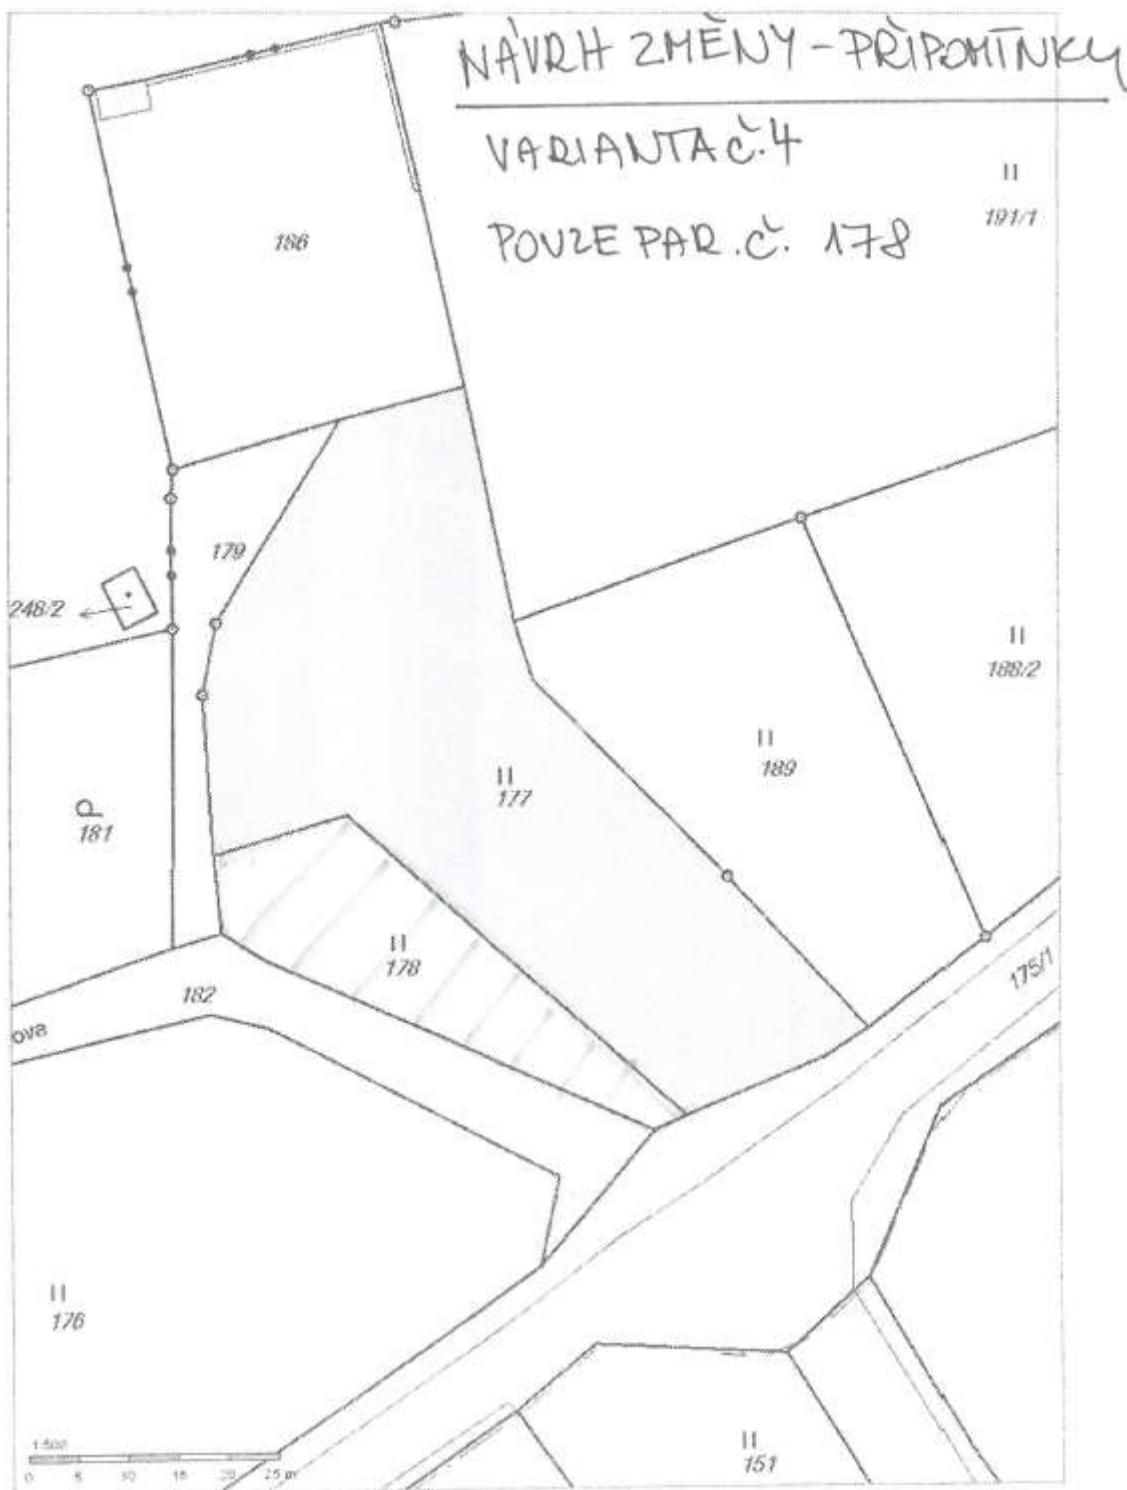 NÁVRH ZMĚNY - PŘÍPOMÍNKY
VARIANTA č.4
POUZE PAR.č. 178
II
191/1
186
179
248/2
II
188/2
II
189
II
177
P
181
II
178
182
ova
175/1
II
176
1:500
0 5 10 15 20 25 m
II
151